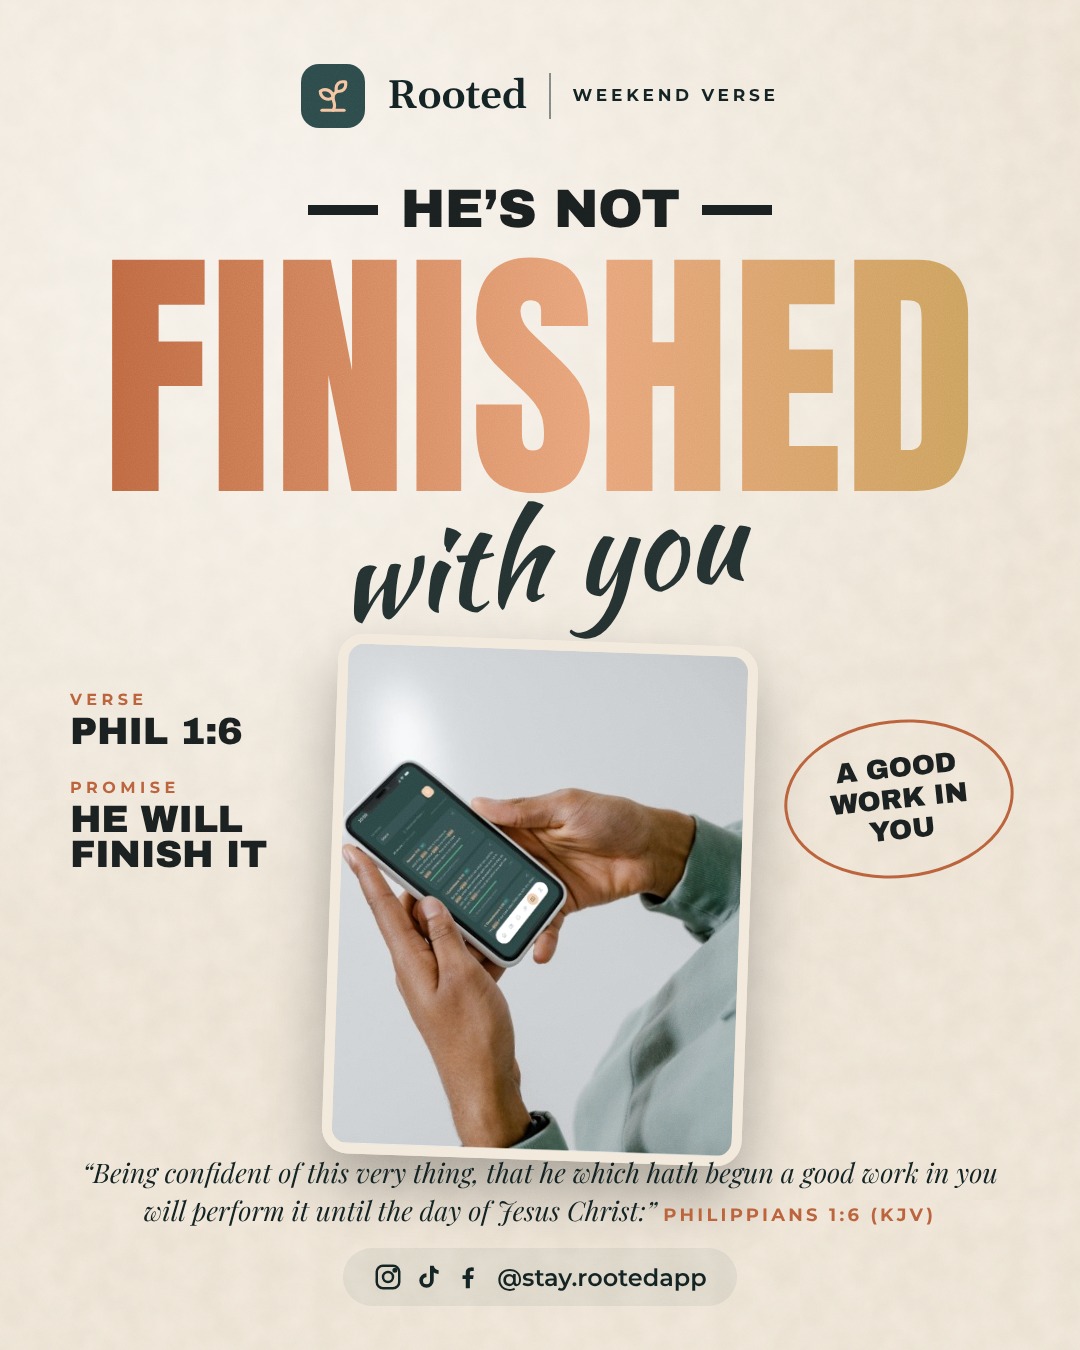 Rooted
WEEKEND VERSE
HE’S NOT
FINISHED
with you
VERSE
PHIL 1:6
PROMISE
HE WILL
FINISH IT
A GOOD
WORK IN
YOU
“Being confident of this very thing, that he which hath begun a good work in you
will perform it until the day of Jesus Christ:” PHILIPPIANS 1:6 (KJV)
@stay.rootedapp